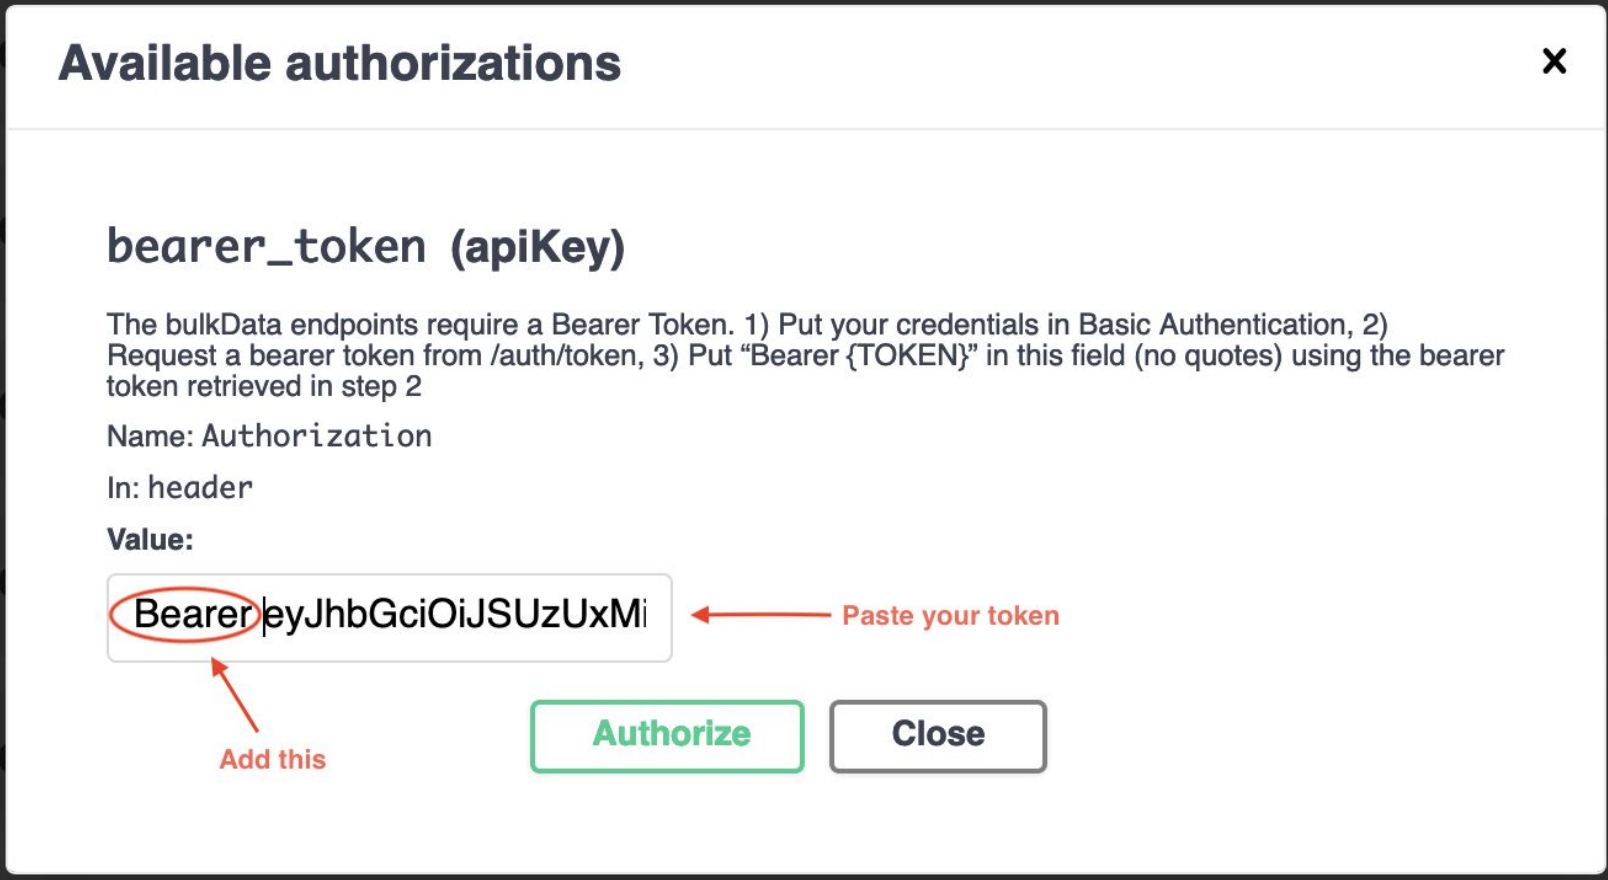 Available authorizations
bearer_token (apiKey)
The bulkData endpoints require a Bearer Token. 1) Put your credentials in Basic Authentication, 2)
Request a bearer token from /auth/token, 3) Put “Bearer {TOKEN}” in this field (no quotes) using the bearer
token retrieved in step 2
Name: Authorization
In: header
Value:
Bearer eyJhbGciOiJSUzUxMi
Paste your token
Add this
Authorize
Close